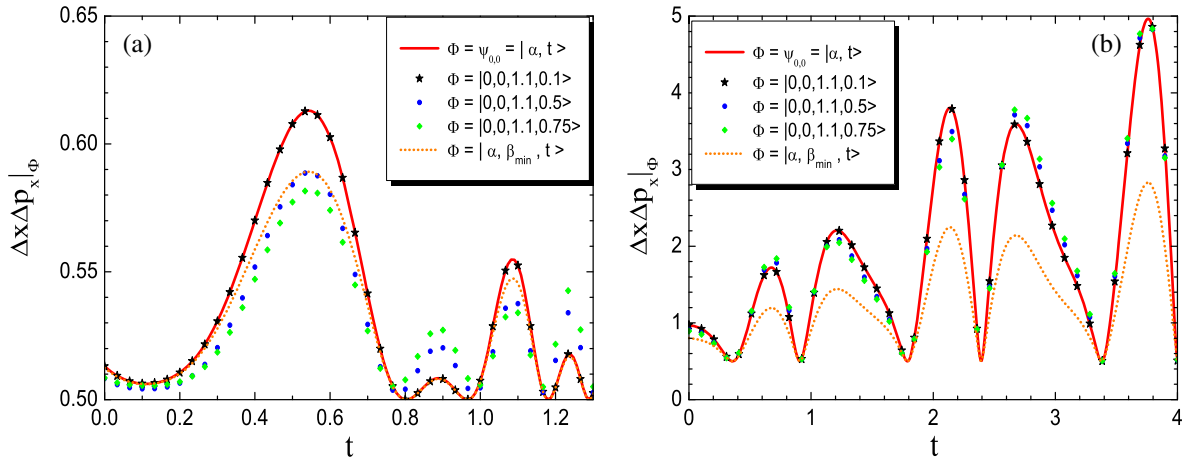 (a)
Φ = ψ0,0 = | α, t >
Φ = |0,0,1.1,0.1>
Φ = |0,0,1.1,0.5>
Φ = |0,0,1.1,0.75>
Φ = | α, βmin , t>
0.65
0.60
0.55
0.50
ΔxΔpx|Φ
0.0 0.2 0.4 0.6 0.8 1.0 1.2
t
(b)
Φ = ψ0,0 = | α, t >
Φ = |0,0,1.1,0.1>
Φ = |0,0,1.1,0.5>
Φ = |0,0,1.1,0.75>
Φ = | α, βmin , t>
5
4
3
2
1
0
ΔxΔpx|Φ
0 1 2 3 4
t